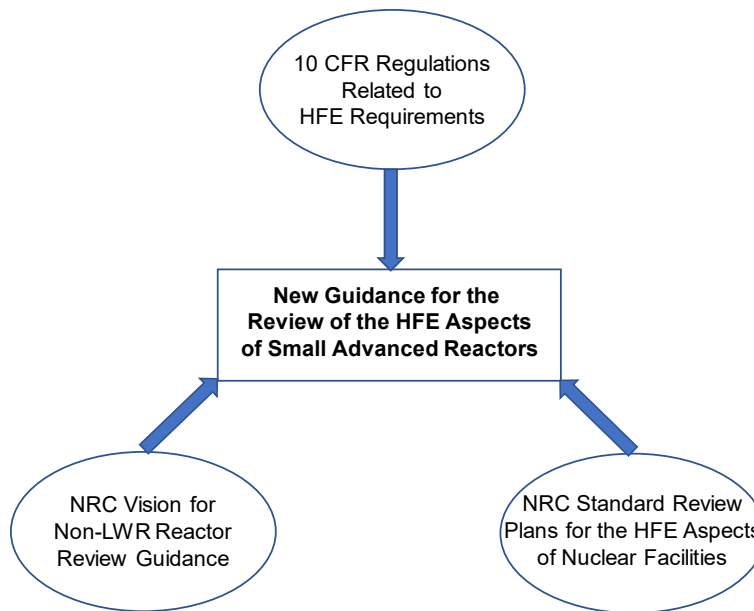 10 CFR Regulations
Related to
HFE Requirements
New Guidance for the
Review of the HFE Aspects
of Small Advanced Reactors
NRC Vision for
Non-LWR Reactor
Review Guidance
NRC Standard Review
Plans for the HFE Aspects
of Nuclear Facilities